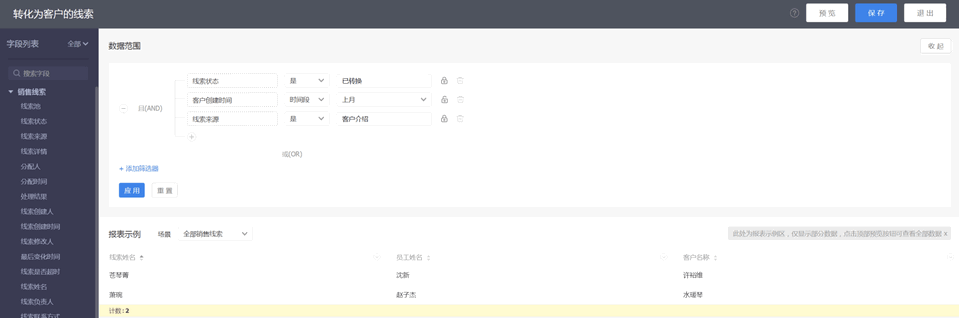 转化为客户的线索
预 览
保 存
退 出
字段列表
全部
搜索字段
销售线索
线索池
线索状态
线索来源
线索详情
分配人
分配时间
处理结果
线索创建人
线索创建时间
线索修改人
最后变化时间
线索是否超时
线索姓名
线索负责人
线索联系方式
数据范围
收 起
且(AND)
线索状态 是 已转换
客户创建时间 时间段 上月
线索来源 是 客户介绍
或(OR)
+ 添加筛选器
应 用 重 置
报表示例 场景 全部销售线索
此处为报表示例区，仅显示部分数据，点击顶部预览按钮可查看全部数据 x
线索姓名 员工姓名 客户名称
苍琴菁 沈新 许裕维
萧琬 赵子杰 水瑗琴
计数: 2